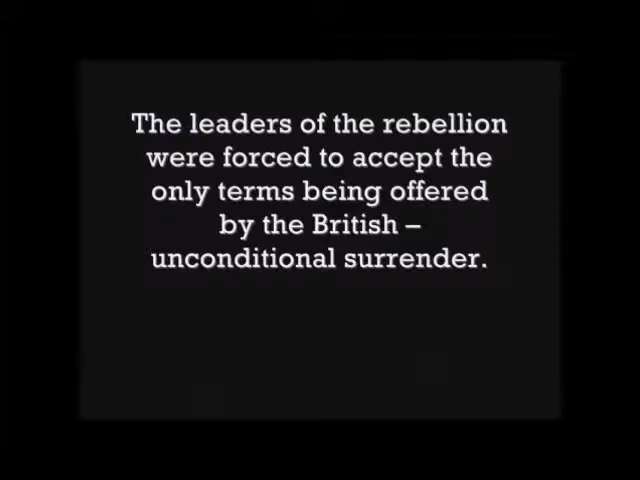 The leaders of the rebellion
were forced to accept the
only terms being offered
by the British –
unconditional surrender.